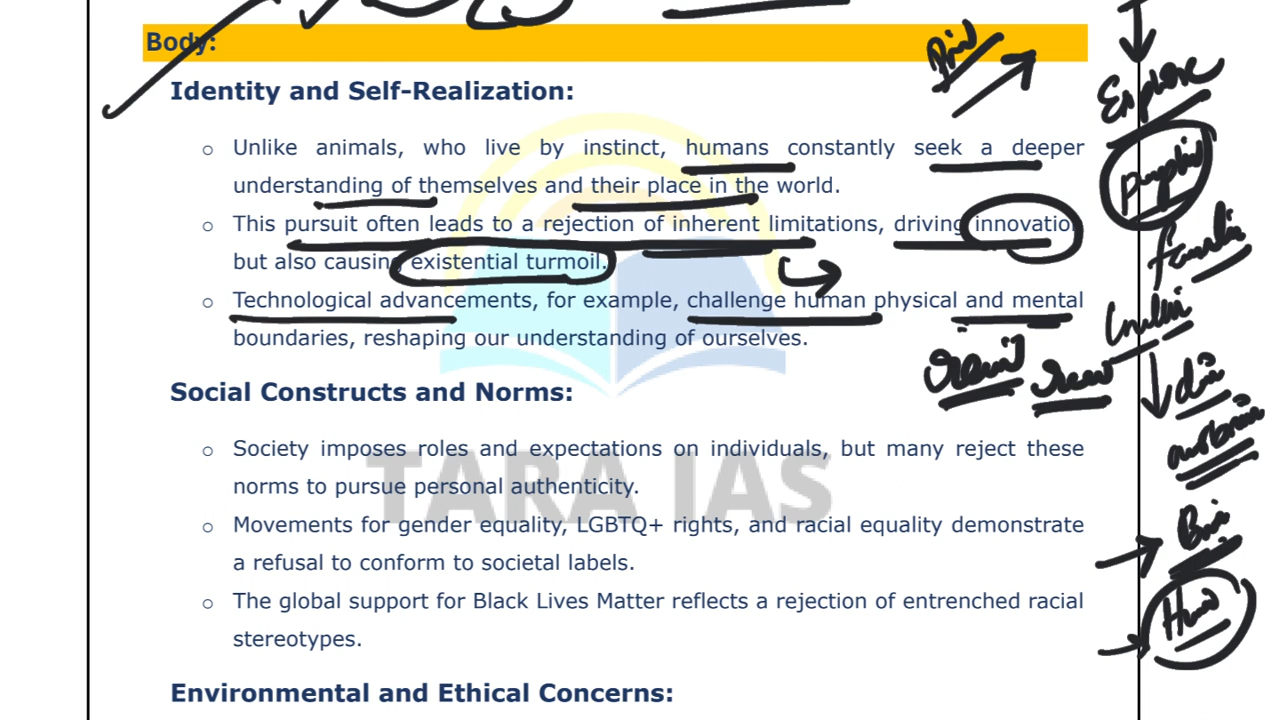 Body:
Identity and Self-Realization:
o Unlike animals, who live by instinct, humans constantly seek a deeper
understanding of themselves and their place in the world.
o This pursuit often leads to a rejection of inherent limitations, driving innovation
but also causing existential turmoil.
o Technological advancements, for example, challenge human physical and mental
boundaries, reshaping our understanding of ourselves.
Social Constructs and Norms:
o Society imposes roles and expectations on individuals, but many reject these
norms to pursue personal authenticity.
TARA IAS
o Movements for gender equality, LGBTQ+ rights, and racial equality demonstrate
a refusal to conform to societal labels.
o The global support for Black Lives Matter reflects a rejection of entrenched racial
stereotypes.
Environmental and Ethical Concerns:
Explore